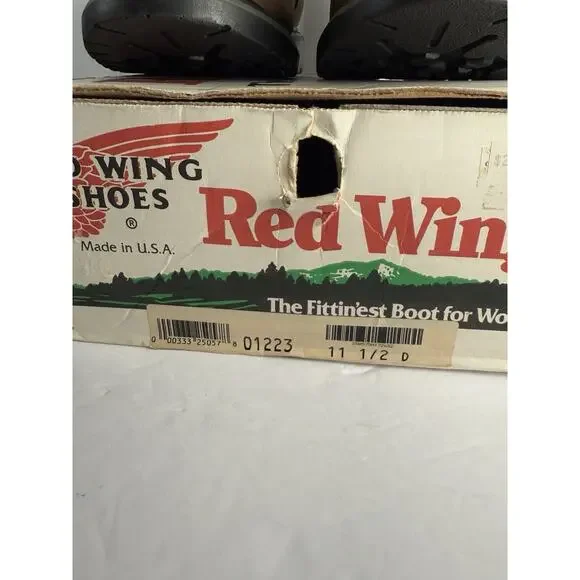 WING
SHOES
®
Made in U.S.A.
Red Wing
The Fittin'est Boot for Wo
0 00333 25057 8 01223
11 1/2 D